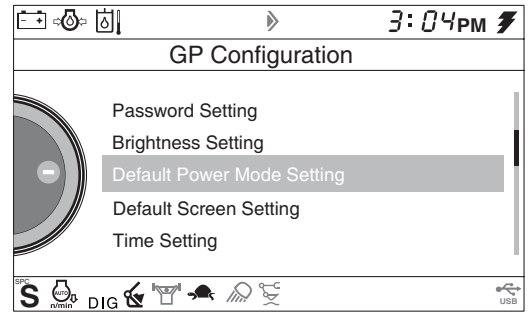 3:04PM
GP Configuration
Password Setting
Brightness Setting
Default Power Mode Setting
Default Screen Setting
Time Setting
SPC
S
AUTO
n/min
DIG
USB